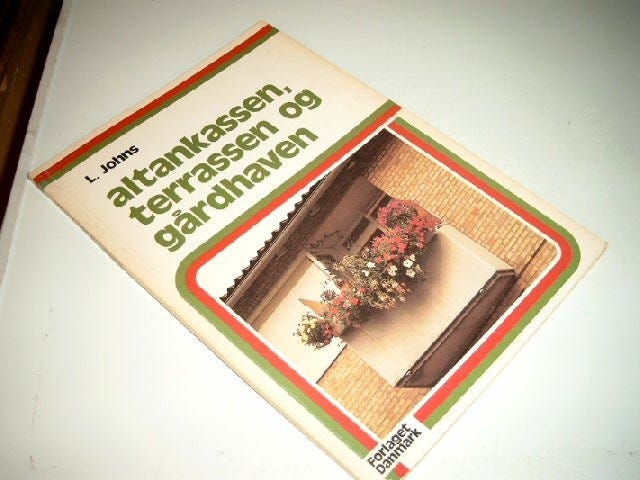 L. Johns
altankassen,
terrassen og
gårdhaven
Forlaget
Danmark